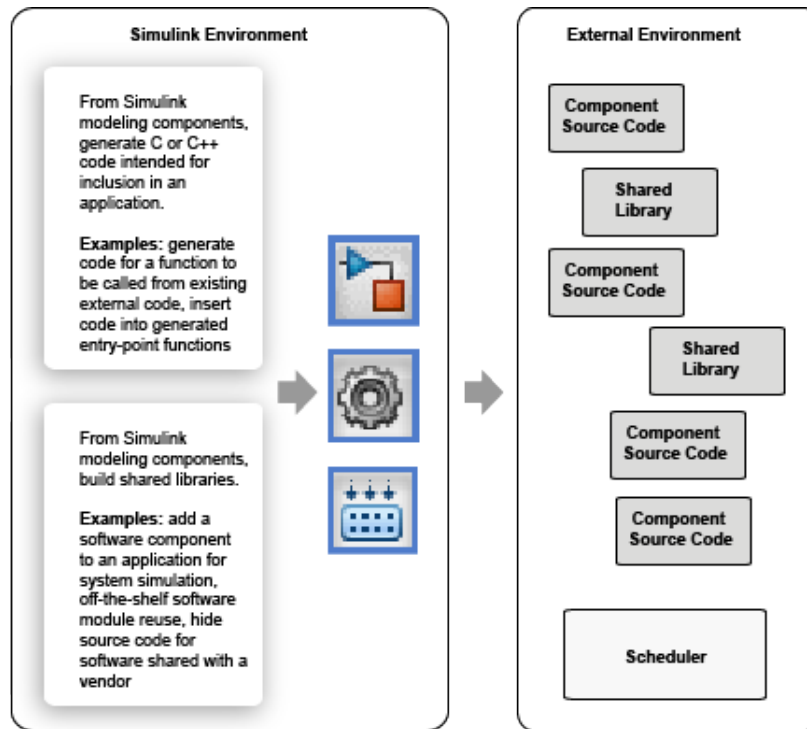 Simulink Environment
From Simulink
modeling components,
generate C or C++
code intended for
inclusion in an
application.
Examples: generate
code for a function to
be called from existing
external code, insert
code into generated
entry-point functions
From Simulink
modeling components,
build shared libraries.
Examples: add a
software component
to an application for
system simulation,
off-the-shelf software
module reuse, hide
source code for
software shared with a
vendor
External Environment
Component
Source Code
Shared
Library
Component
Source Code
Shared
Library
Component
Source Code
Component
Source Code
Scheduler